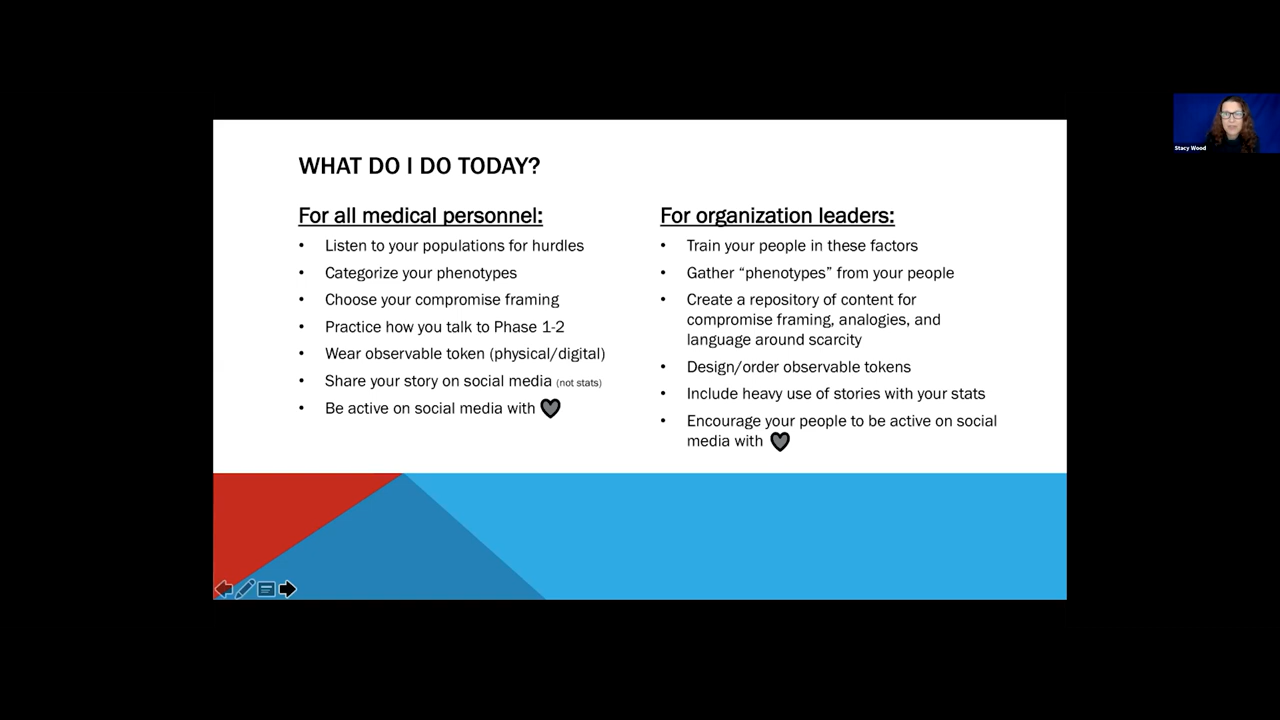 WHAT DO I DO TODAY?
For all medical personnel:
• Listen to your populations for hurdles
• Categorize your phenotypes
• Choose your compromise framing
• Practice how you talk to Phase 1-2
• Wear observable token (physical/digital)
• Share your story on social media (not stats)
• Be active on social media with
For organization leaders:
• Train your people in these factors
• Gather “phenotypes” from your people
• Create a repository of content for
compromise framing, analogies, and
language around scarcity
• Design/order observable tokens
• Include heavy use of stories with your stats
• Encourage your people to be active on social
media with
Stacy Wood